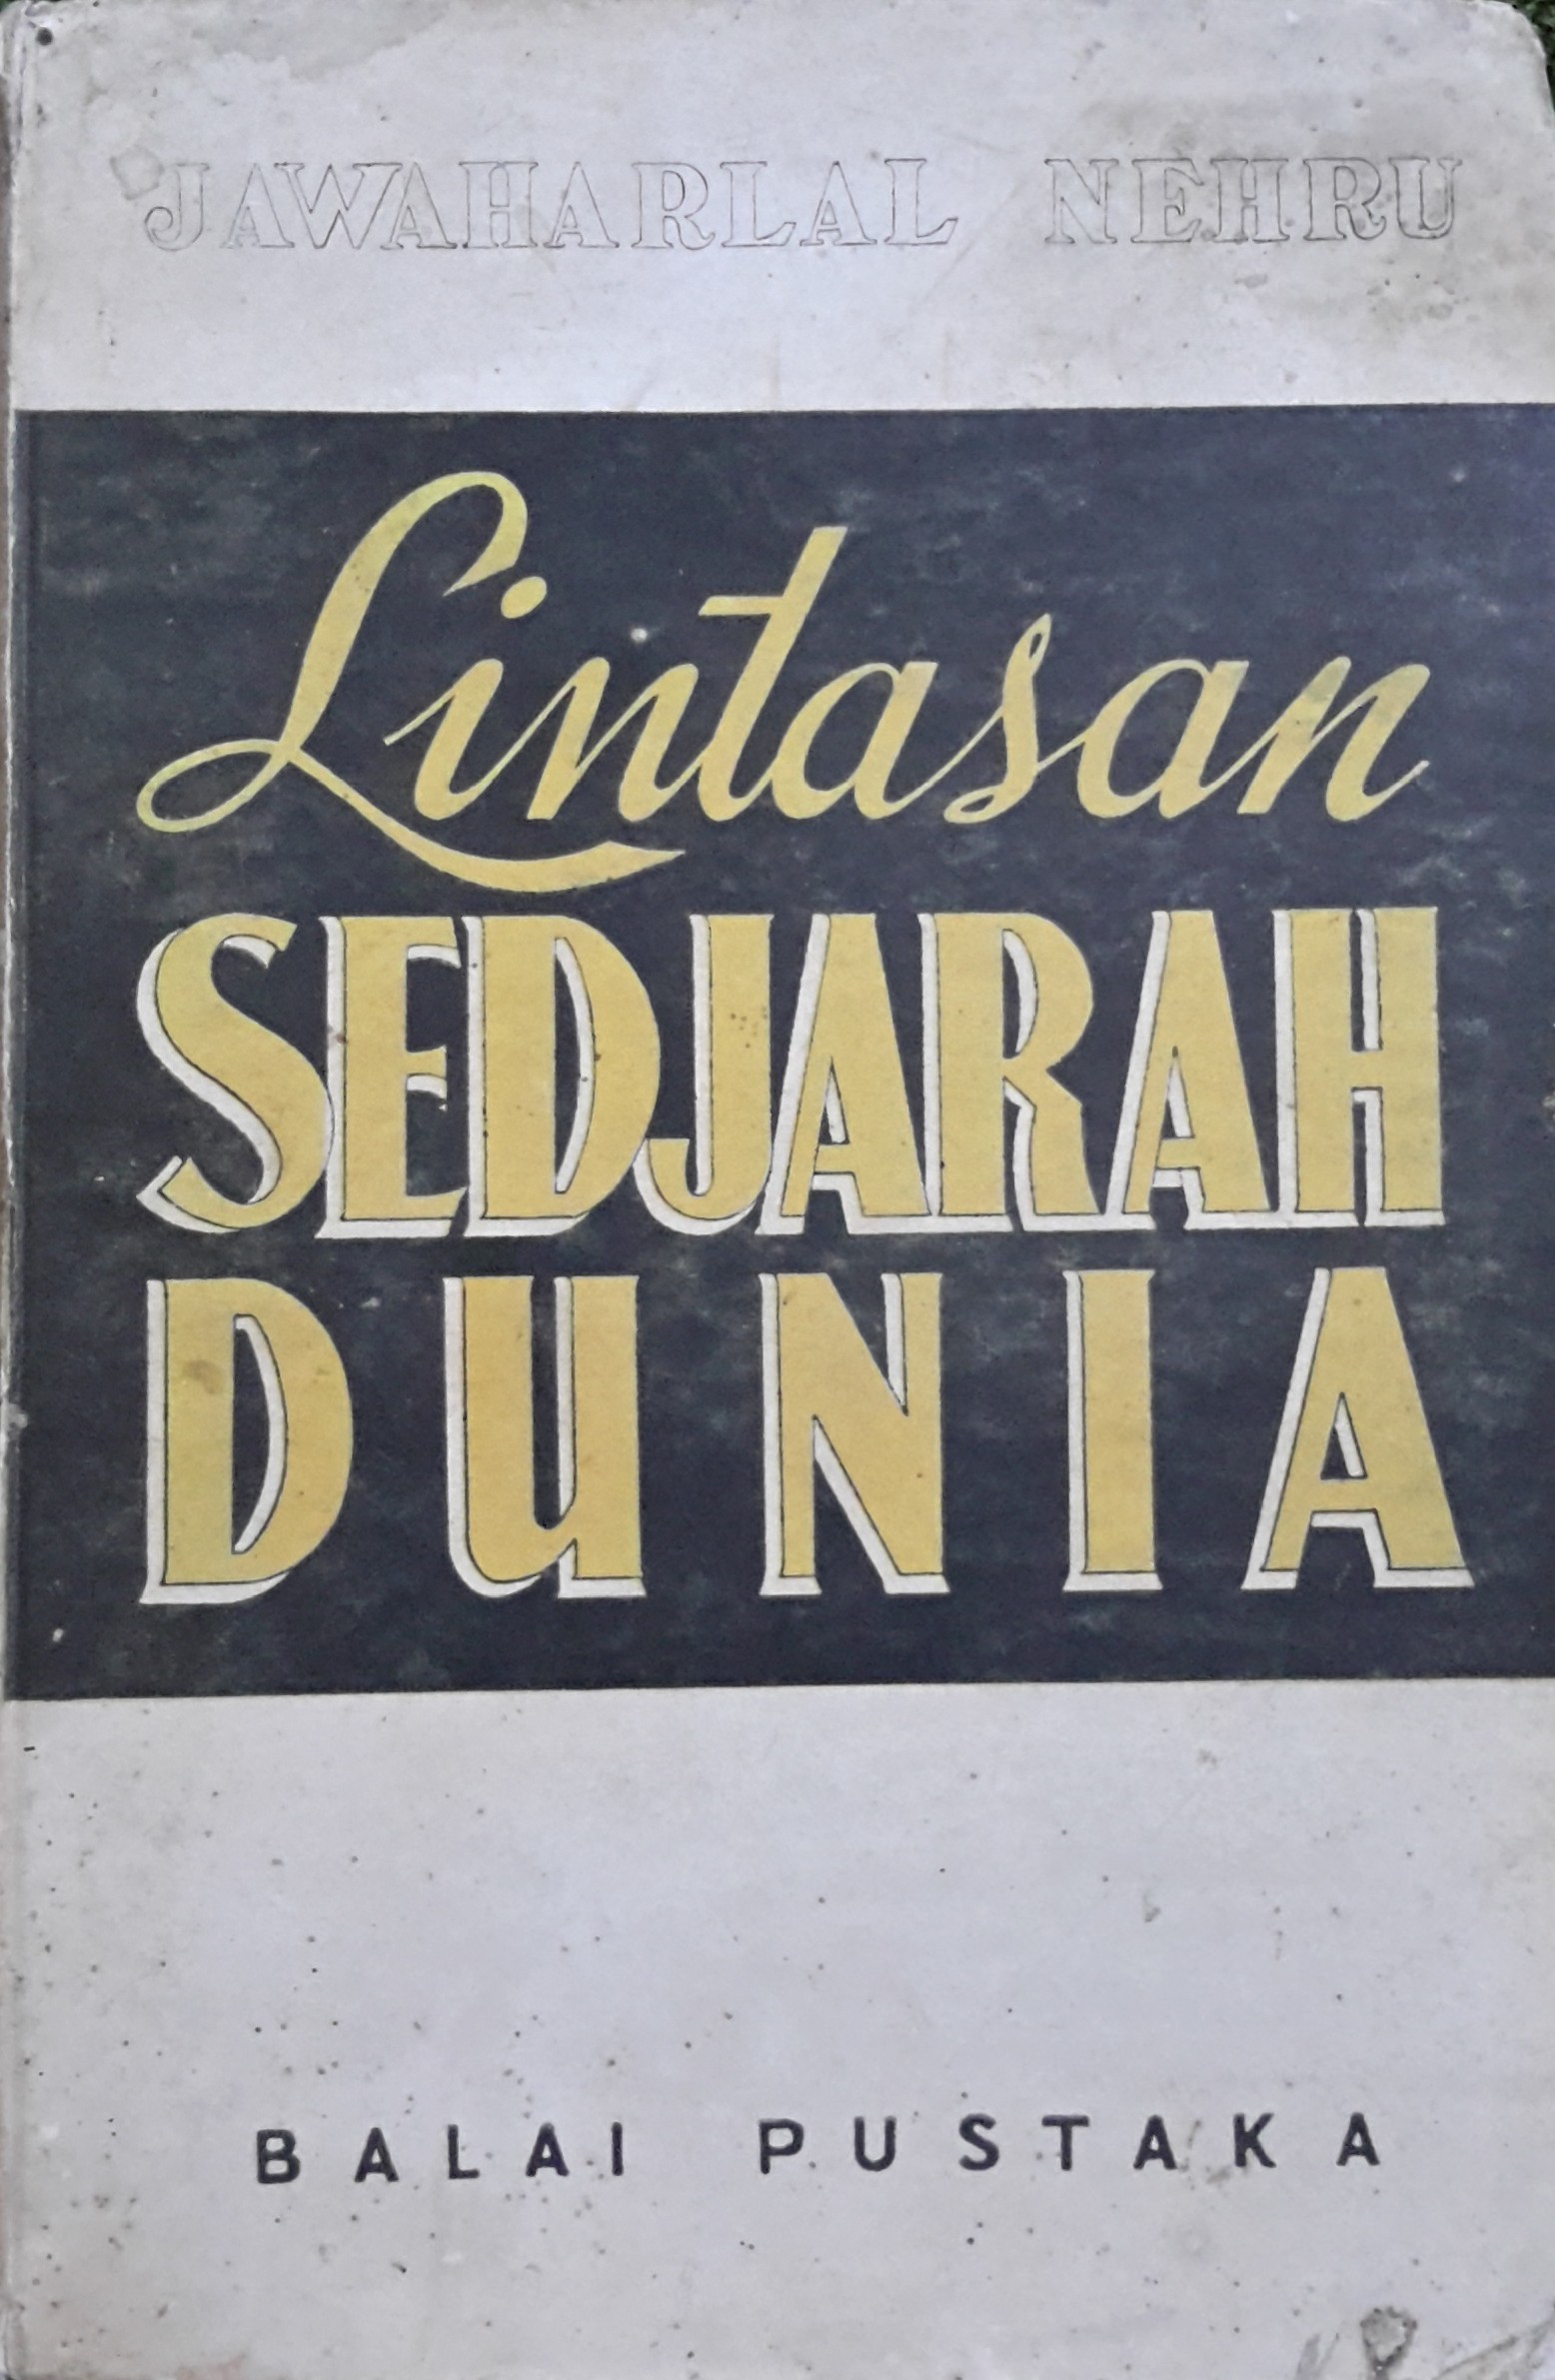 JAWAHARLAL NEHRU
Lintasan
SEDJARAH
DUNIA
BALAI PUSTAKA